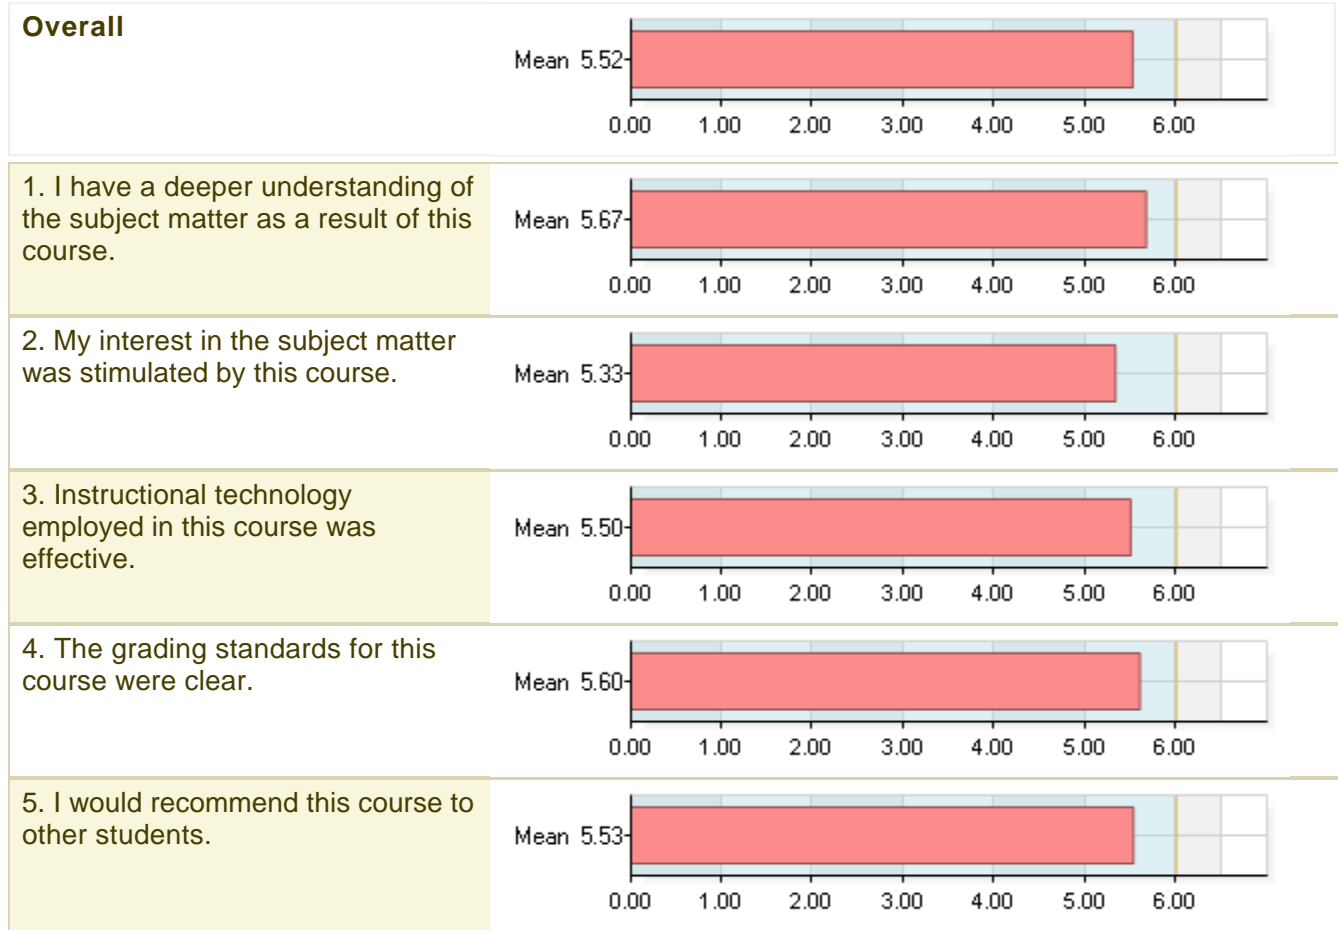 Overall
Mean 5.52
0.00 1.00 2.00 3.00 4.00 5.00 6.00
1. I have a deeper understanding of
the subject matter as a result of this
course.
Mean 5.67
0.00 1.00 2.00 3.00 4.00 5.00 6.00
2. My interest in the subject matter
was stimulated by this course.
Mean 5.33
0.00 1.00 2.00 3.00 4.00 5.00 6.00
3. Instructional technology
employed in this course was
effective.
Mean 5.50
0.00 1.00 2.00 3.00 4.00 5.00 6.00
4. The grading standards for this
course were clear.
Mean 5.60
0.00 1.00 2.00 3.00 4.00 5.00 6.00
5. I would recommend this course to
other students.
Mean 5.53
0.00 1.00 2.00 3.00 4.00 5.00 6.00